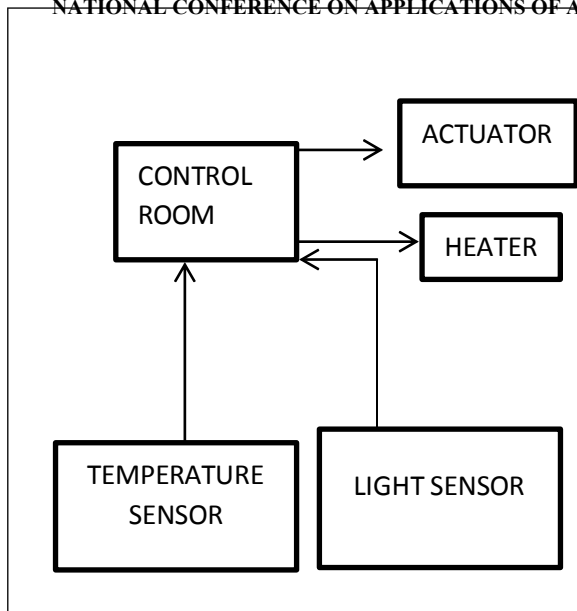 NATIONAL CONFERENCE ON APPLICATIONS OF A
ACTUATOR
CONTROL
ROOM
HEATER
TEMPERATURE
SENSOR
LIGHT SENSOR